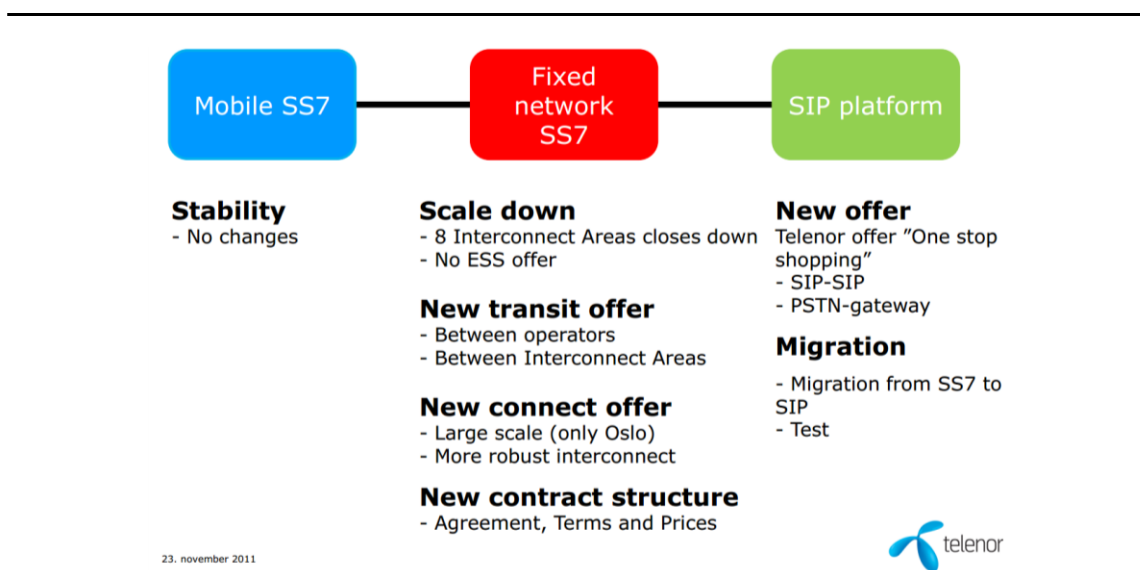 Mobile SS7
Fixed
network
SS7
SIP platform
Stability
- No changes
Scale down
- 8 Interconnect Areas closes down
- No ESS offer
New transit offer
- Between operators
- Between Interconnect Areas
New connect offer
- Large scale (only Oslo)
- More robust interconnect
New contract structure
- Agreement, Terms and Prices
New offer
Telenor offer ”One stop
shopping”
- SIP-SIP
- PSTN-gateway
Migration
- Migration from SS7 to
SIP
- Test
23. november 2011
telenor